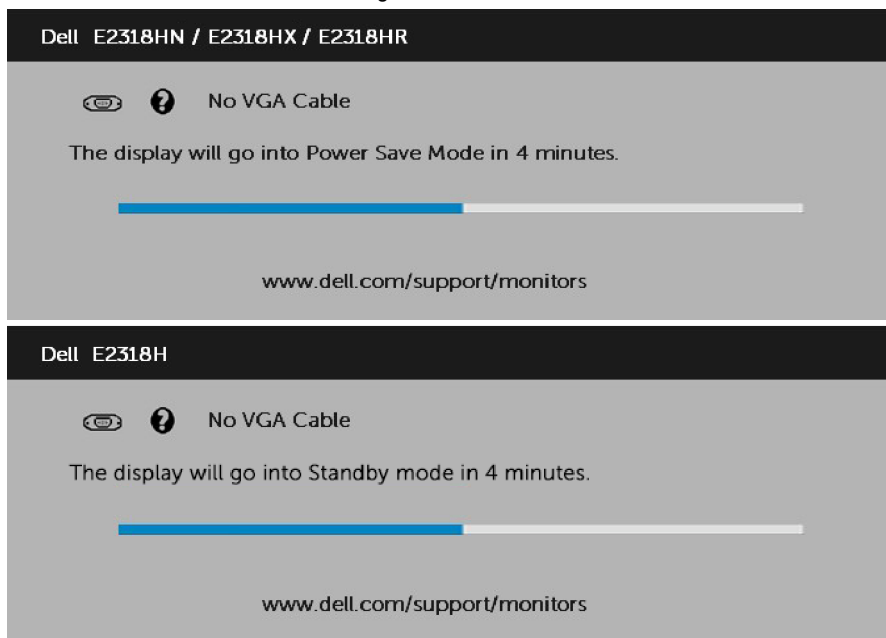 Dell E2318HN / E2318HX / E2318HR
No VGA Cable
The display will go into Power Save Mode in 4 minutes.
www.dell.com/support/monitors
Dell E2318H
No VGA Cable
The display will go into Standby mode in 4 minutes.
www.dell.com/support/monitors